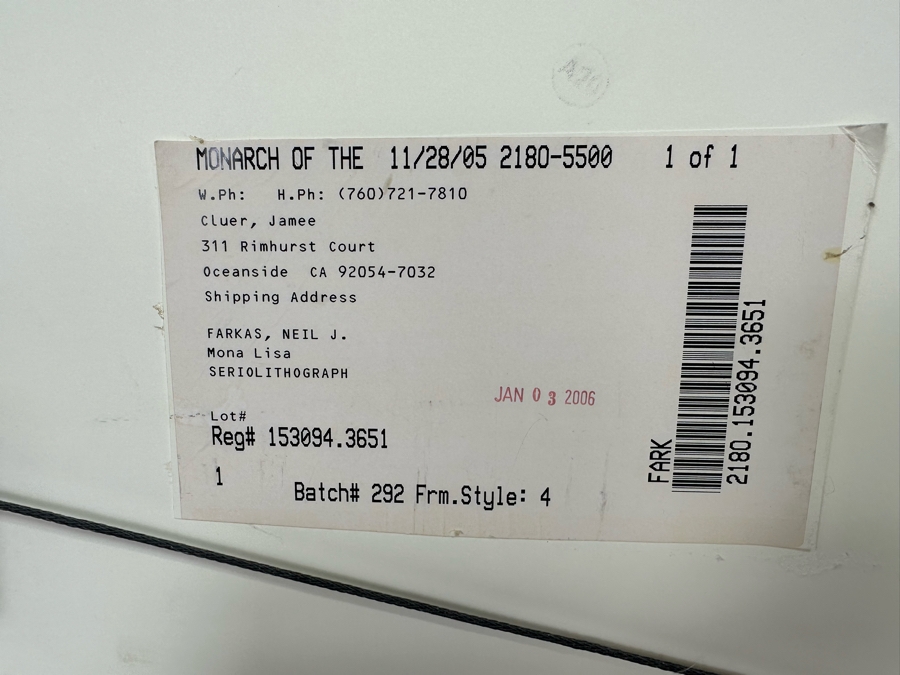 A20
MONARCH OF THE 11/28/05 2180-5500 1 of 1
W.Ph: H.Ph: (760)721-7810
Cluer, Jamee
311 Rimhurst Court
Oceanside CA 92054-7032
Shipping Address
FARKAS, NEIL J.
Mona Lisa
SERIOLITHOGRAPH
JAN 03 2006
Lot#
Reg# 153094.3651
1
Batch# 292 Frm.Style: 4
FARK
2180.153094.3651